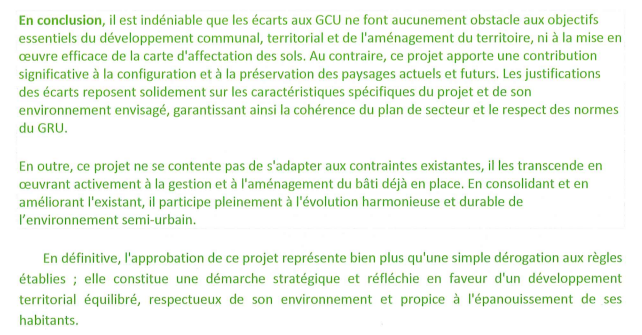 En conclusion, il est indéniable que les écarts aux GCU ne font aucunement obstacle aux objectifs
essentiels du développement communal, territorial et de l'aménagement du territoire, ni à la mise en
œuvre efficace de la carte d'affectation des sols. Au contraire, ce projet apporte une contribution
significative à la configuration et à la préservation des paysages actuels et futurs. Les justifications
des écarts reposent solidement sur les caractéristiques spécifiques du projet et de son
environnement envisagé, garantissant ainsi la cohérence du plan de secteur et le respect des normes
du GRU.
En outre, ce projet ne se contente pas de s'adapter aux contraintes existantes, il les transcende en
œuvrant activement à la gestion et à l'aménagement du bâti déjà en place. En consolidant et en
améliorant l'existant, il participe pleinement à l'évolution harmonieuse et durable de
l'environnement semi-urbain.
En définitive, l'approbation de ce projet représente bien plus qu'une simple dérogation aux règles
établies ; elle constitue une démarche stratégique et réfléchie en faveur d'un développement
territorial équilibré, respectueux de son environnement et propice à l'épanouissement de ses
habitants.